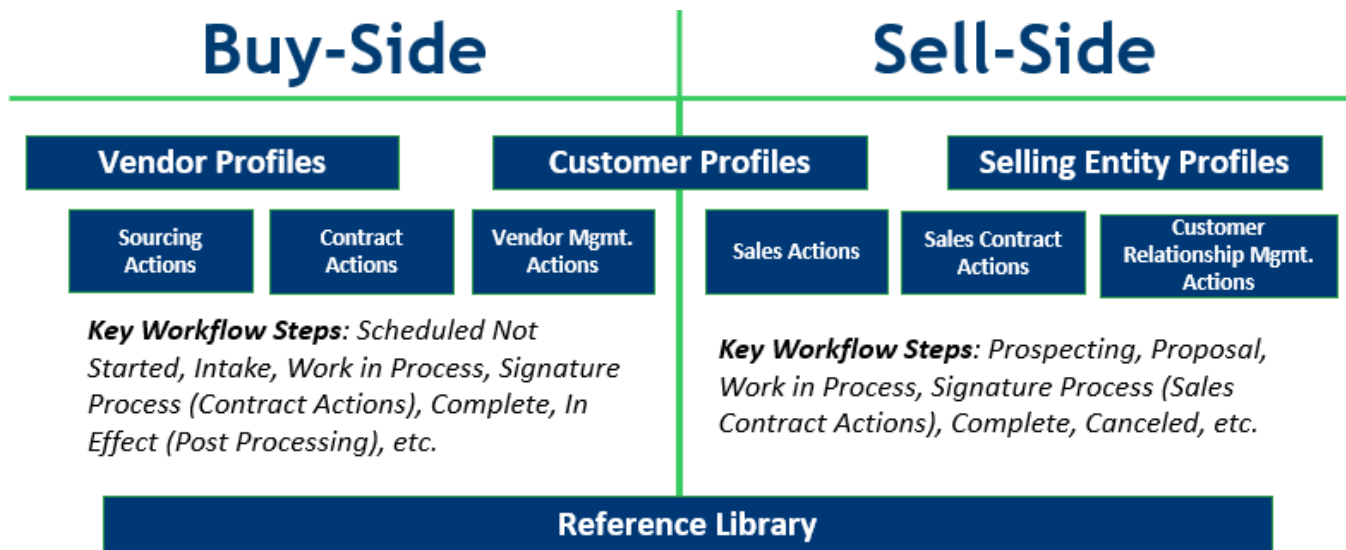 Buy-Side
Sell-Side
Vendor Profiles
Customer Profiles
Selling Entity Profiles
Sourcing
Actions
Contract
Actions
Vendor Mgmt.
Actions
Sales Actions
Sales Contract
Actions
Customer
Relationship Mgmt.
Actions
Key Workflow Steps: Scheduled Not
Started, Intake, Work in Process, Signature
Process (Contract Actions), Complete, In
Effect (Post Processing), etc.
Key Workflow Steps: Prospecting, Proposal,
Work in Process, Signature Process (Sales
Contract Actions), Complete, Canceled, etc.
Reference Library